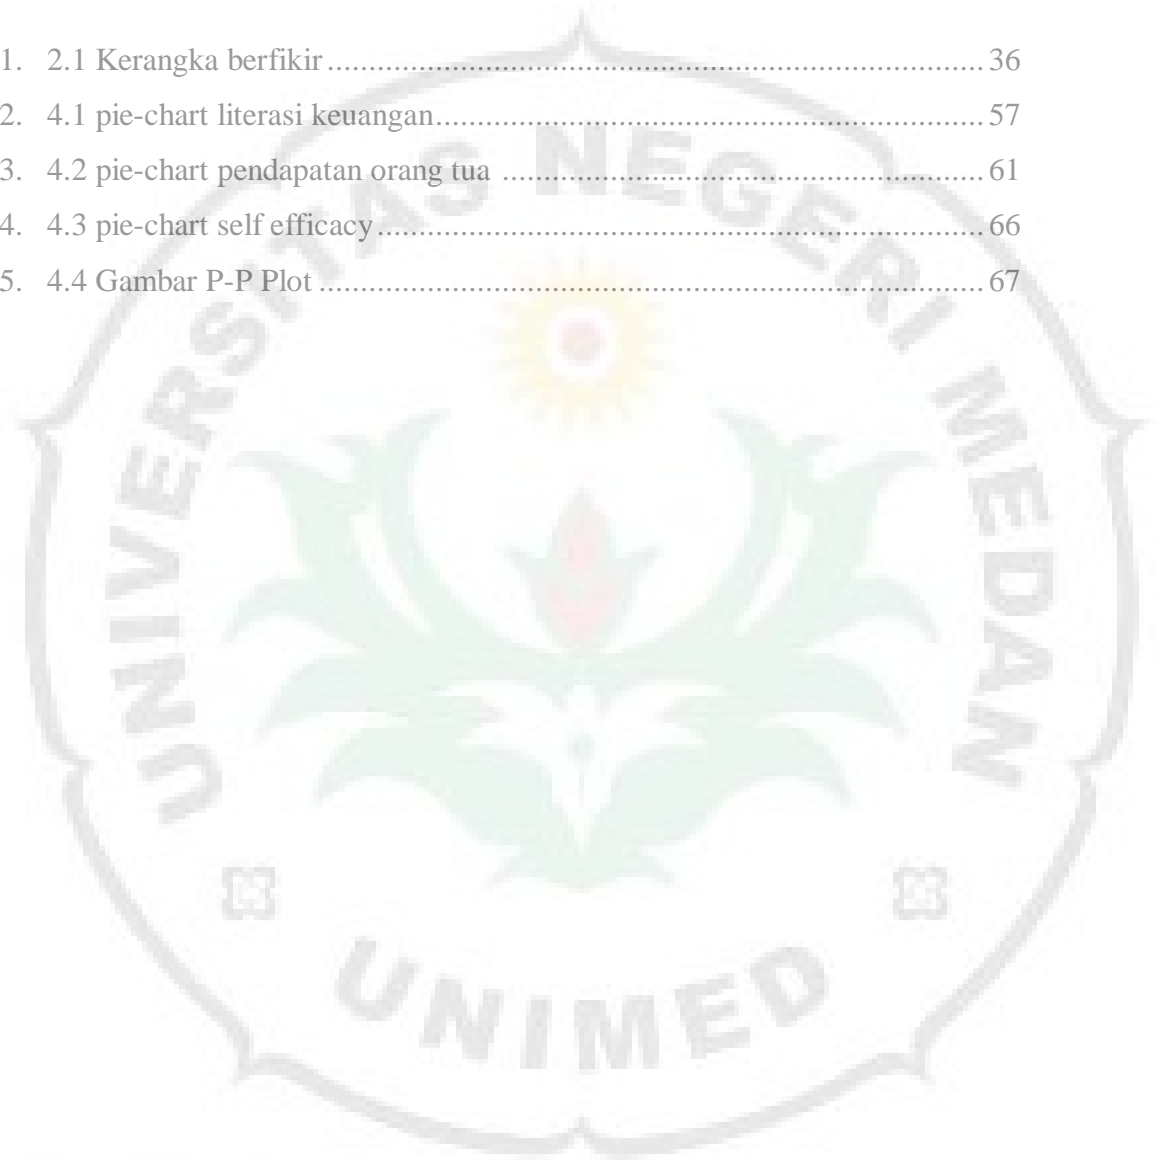 1. 2.1 Kerangka berfikir ................................................................................ 36
2. 4.1 pie-chart literasi keuangan................................................................... 57
3. 4.2 pie-chart pendapatan orang tua ........................................................... 61
4. 4.3 pie-chart self efficacy.......................................................................... 66
5. 4.4 Gambar P-P Plot ................................................................................. 67
UNIVERSITAS NEGERI MEDAN
UNIMED